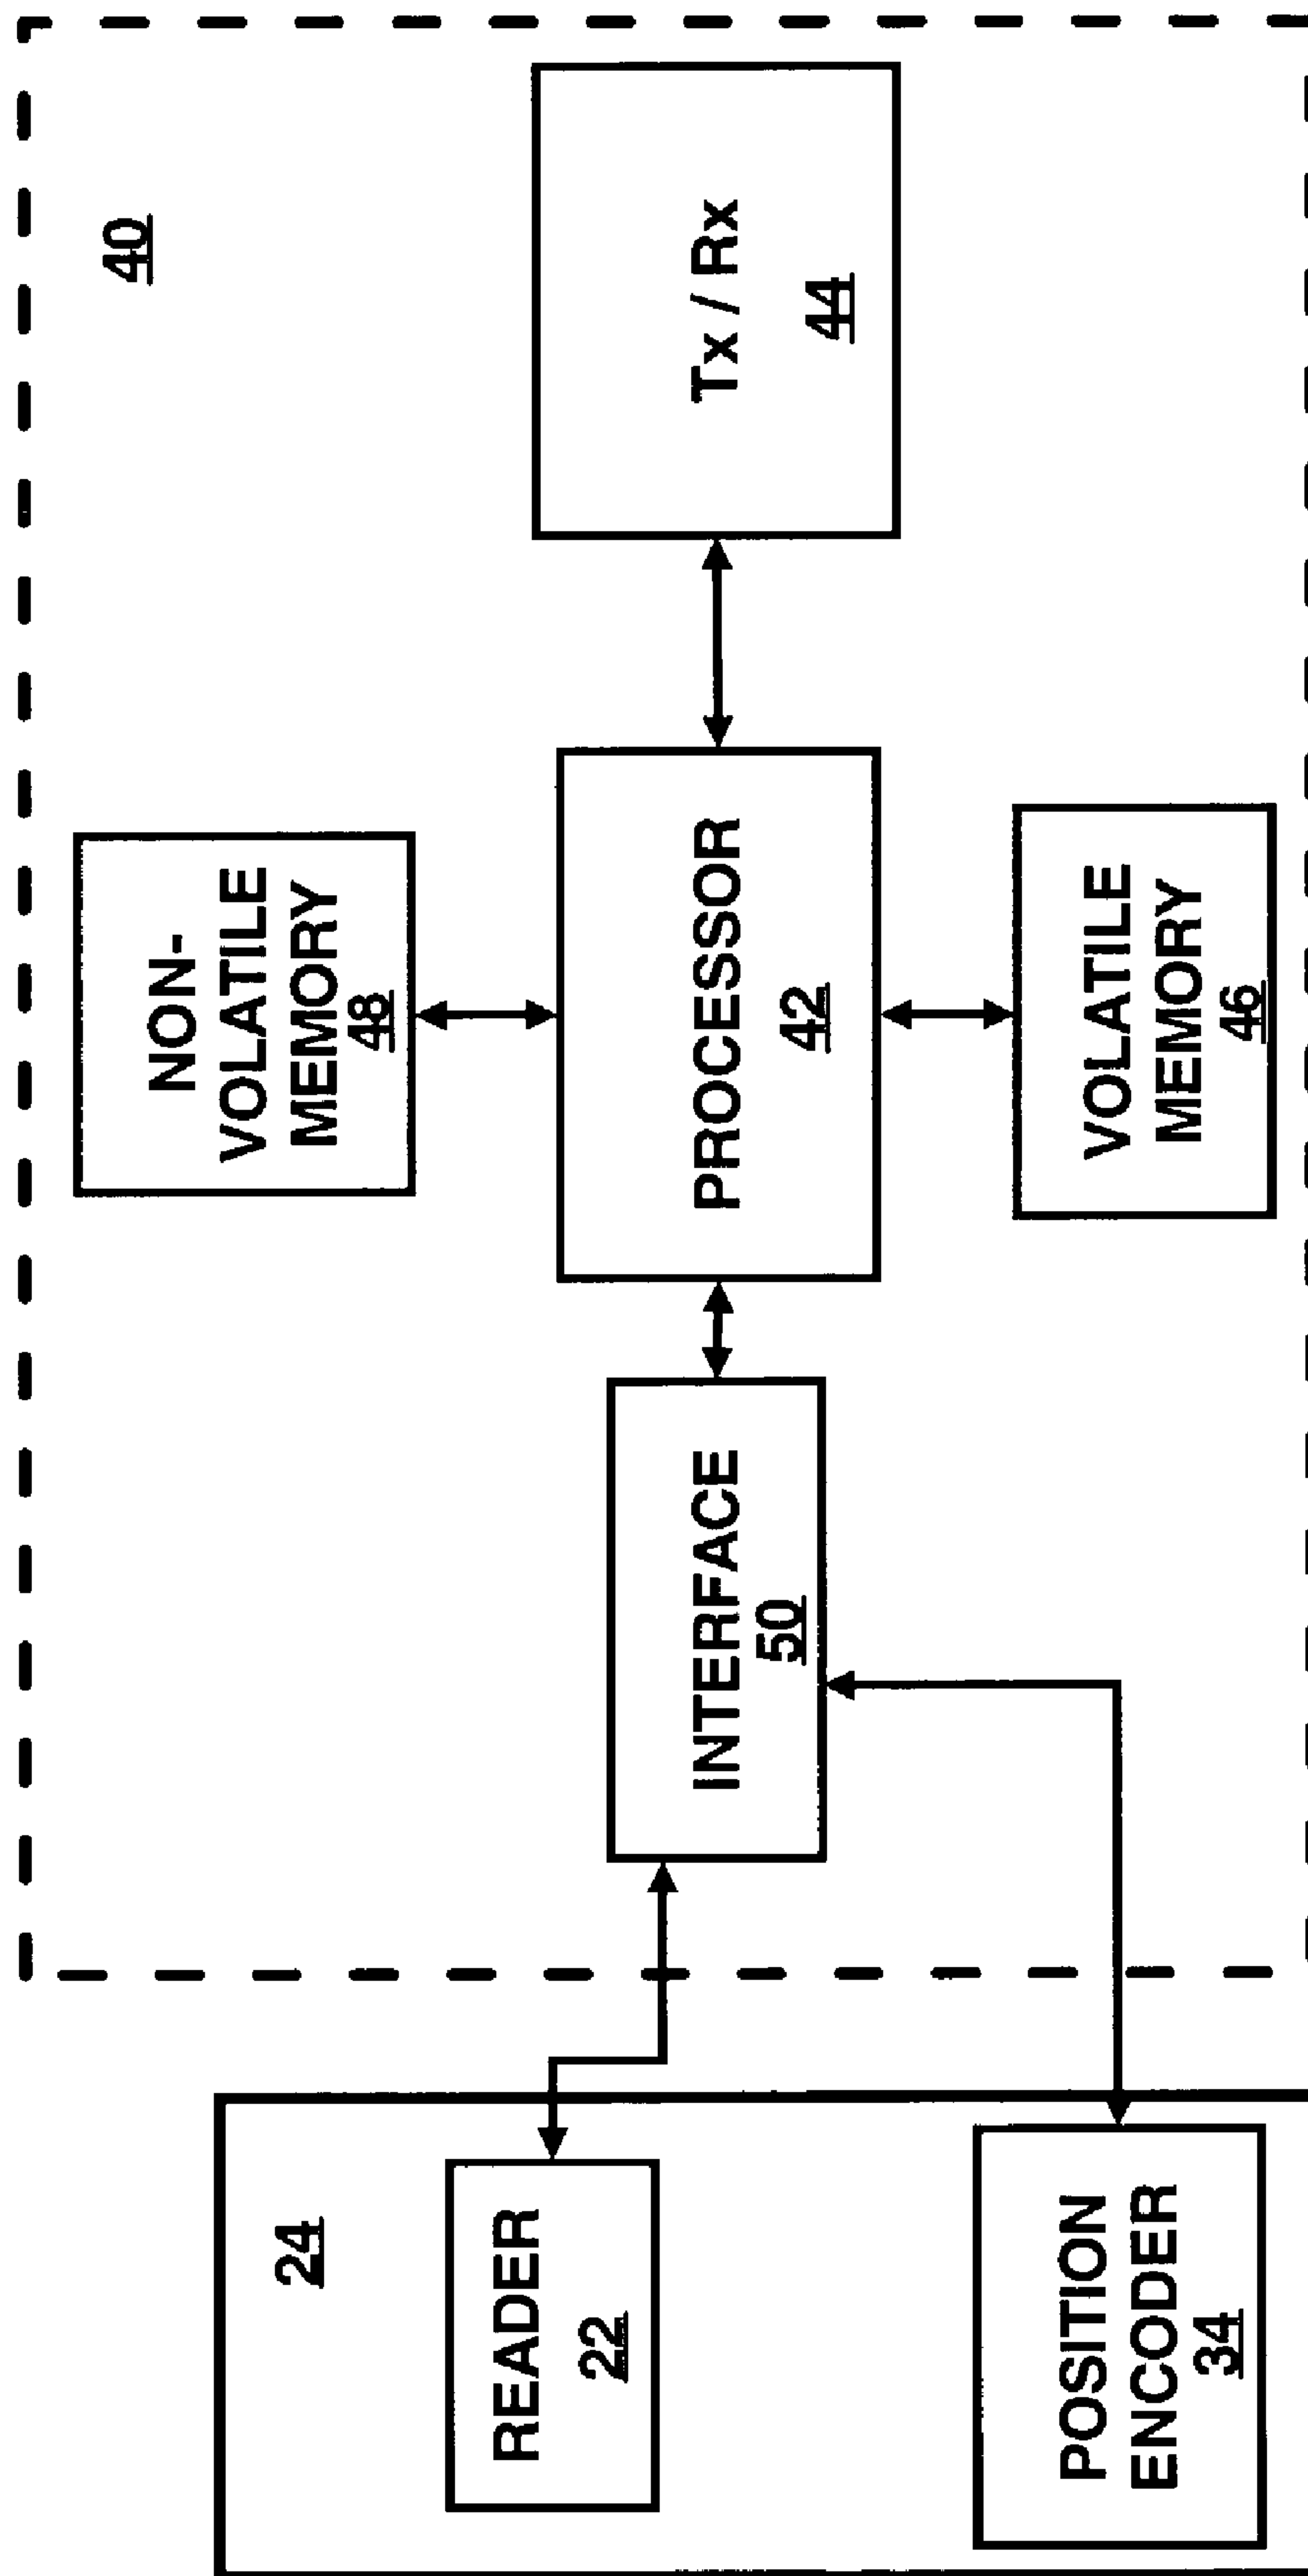 24
READER
22
POSITION
ENCODER
34
INTERFACE
50
NON-
VOLATILE
MEMORY
48
PROCESSOR
42
VOLATILE
MEMORY
46
40
Tx / Rx
44